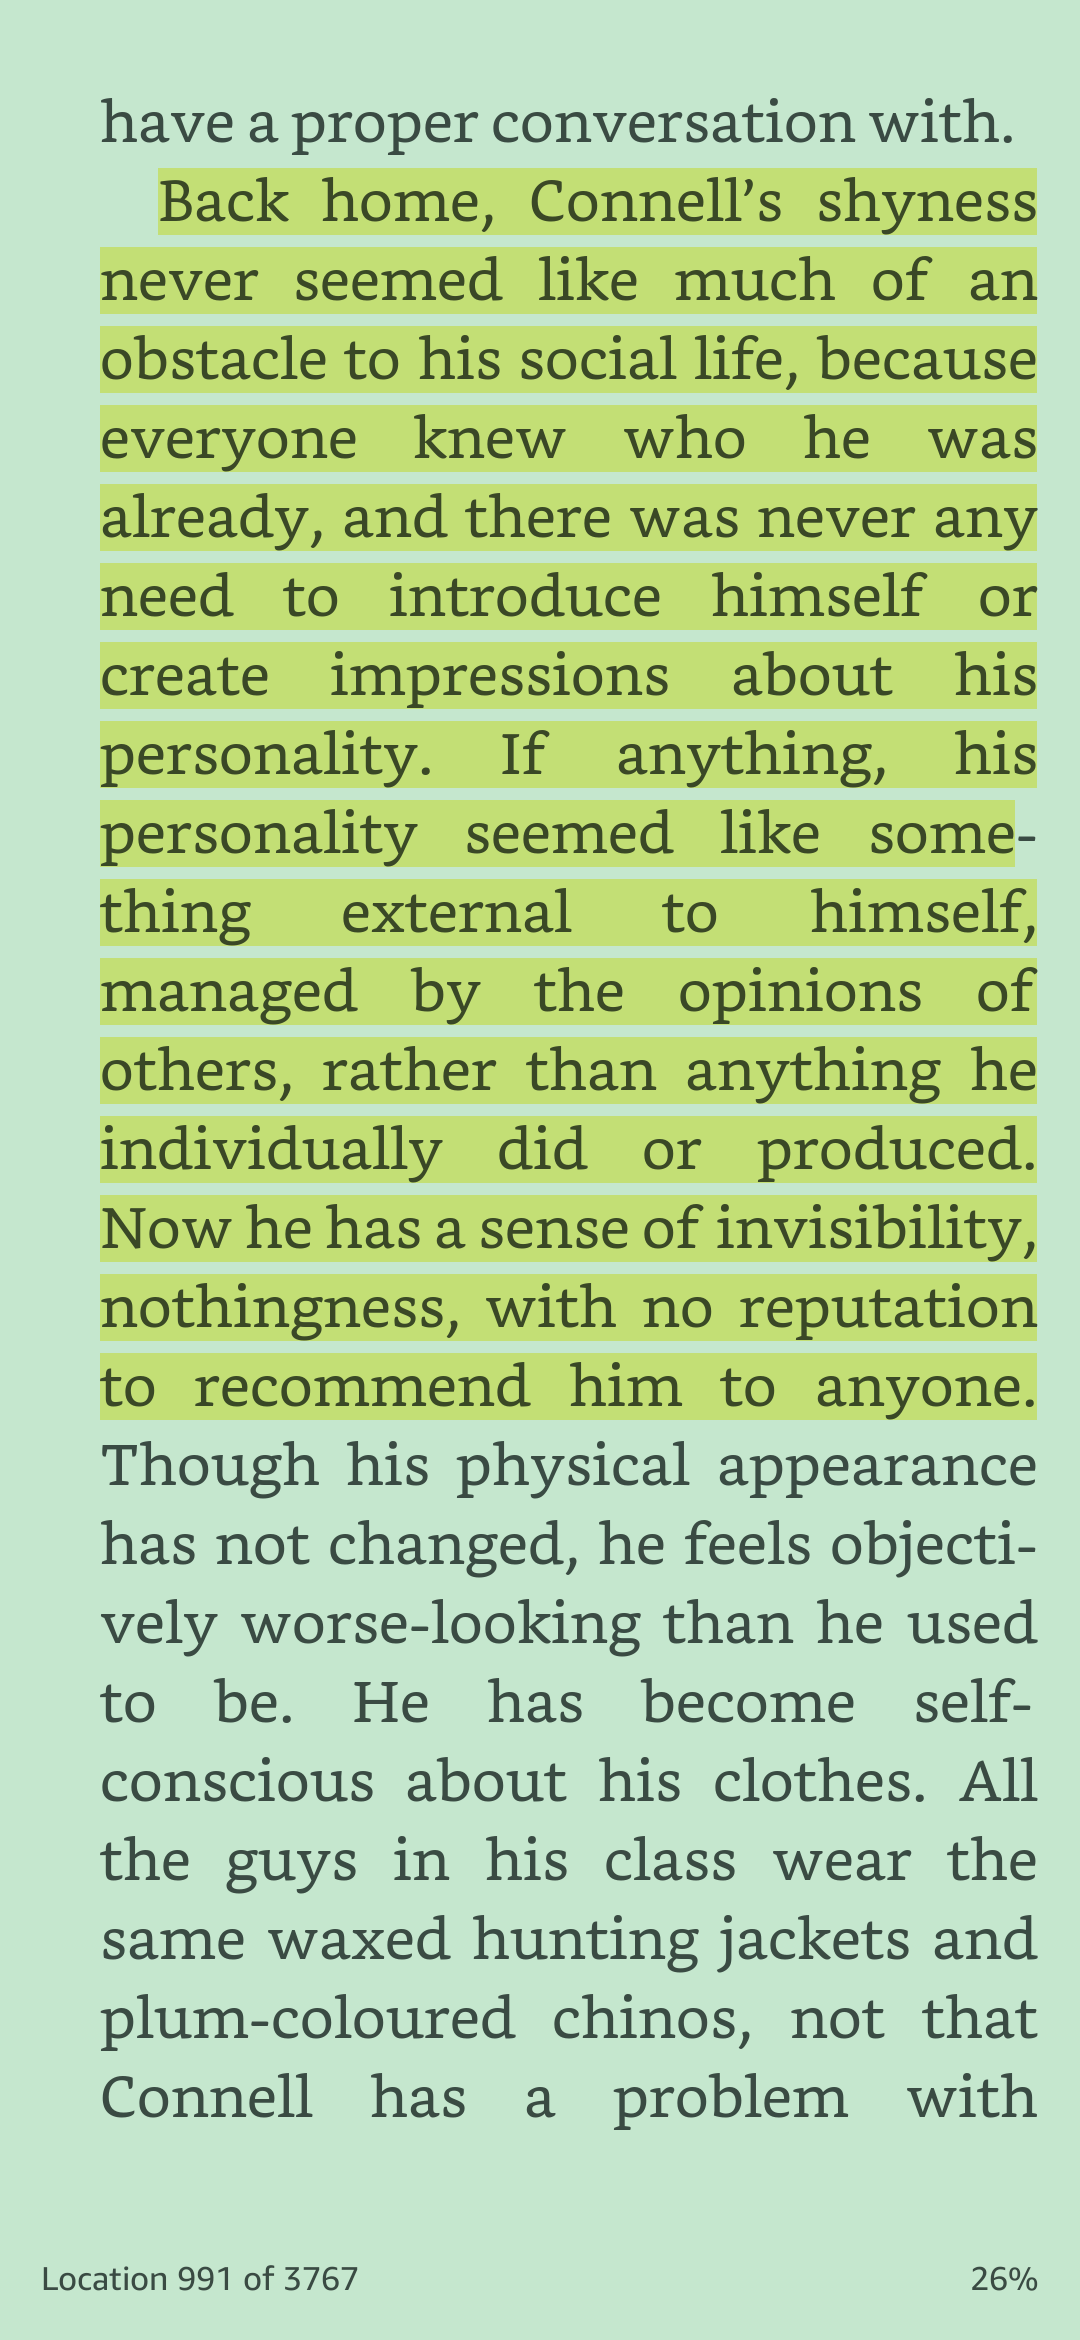 have a proper conversation with.
Back home, Connell’s shyness
never seemed like much of an
obstacle to his social life, because
everyone knew who he was
already, and there was never any
need to introduce himself or
create impressions about his
personality. If anything, his
personality seemed like some-
thing external to himself,
managed by the opinions of
others, rather than anything he
individually did or produced.
Now he has a sense of invisibility,
nothingness, with no reputation
to recommend him to anyone.
Though his physical appearance
has not changed, he feels objecti-
vely worse-looking than he used
to be. He has become self-
conscious about his clothes. All
the guys in his class wear the
same waxed hunting jackets and
plum-coloured chinos, not that
Connell has a problem with
Location 991 of 3767
26%